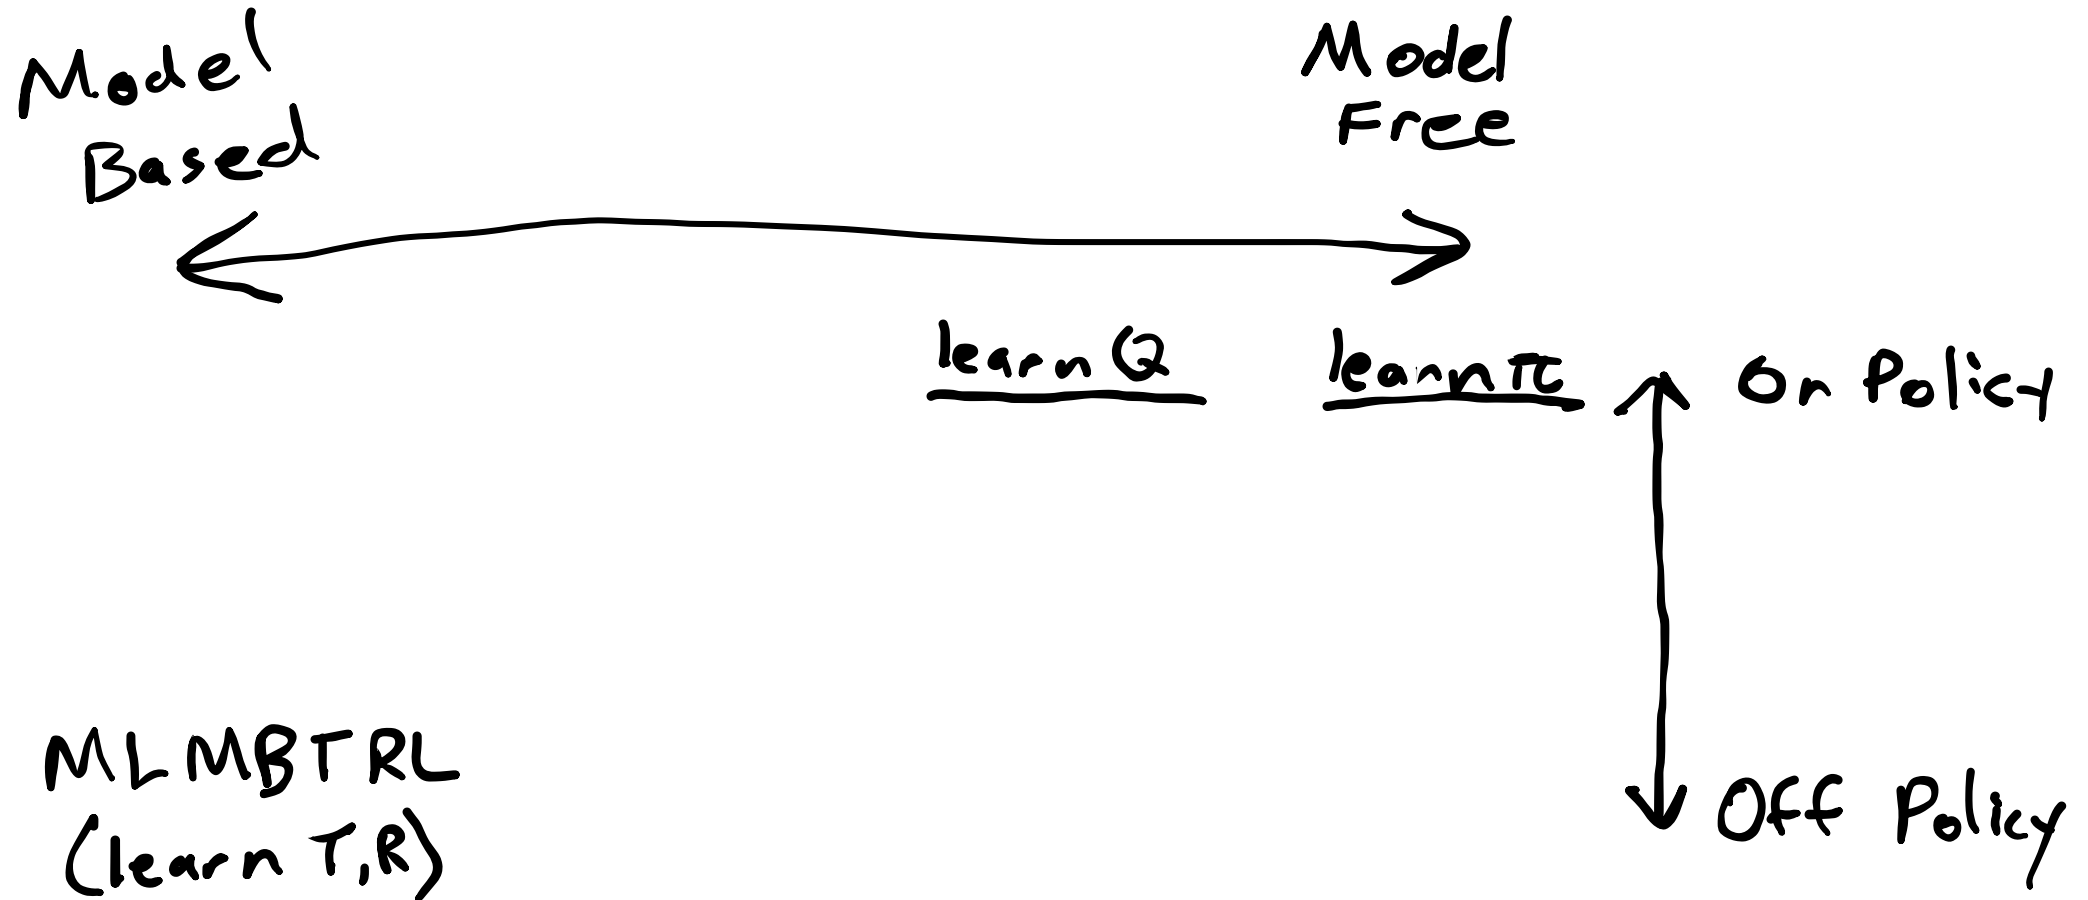 Model
Based
Model
Free
learn Q
learn π
On Policy
MLMBTRL
(learn T,R)
Off Policy